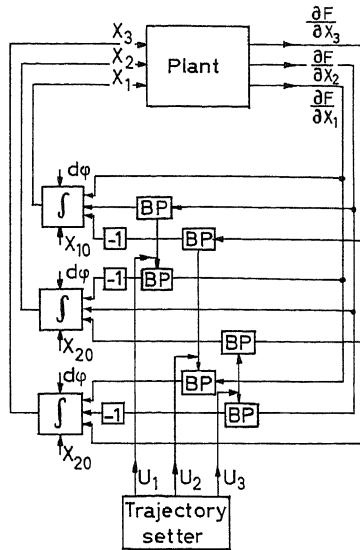 X₃
X₂
X₁
Plant
∂F/∂X₃
∂F/∂X₂
∂F/∂X₁
dφ
∫
X₁₀
BP
-1
BP
dφ
-1
BP
∫
X₂₀
BP
dφ
BP
∫
-1
BP
X₂₀
U₁
U₂
U₃
Trajectory
setter